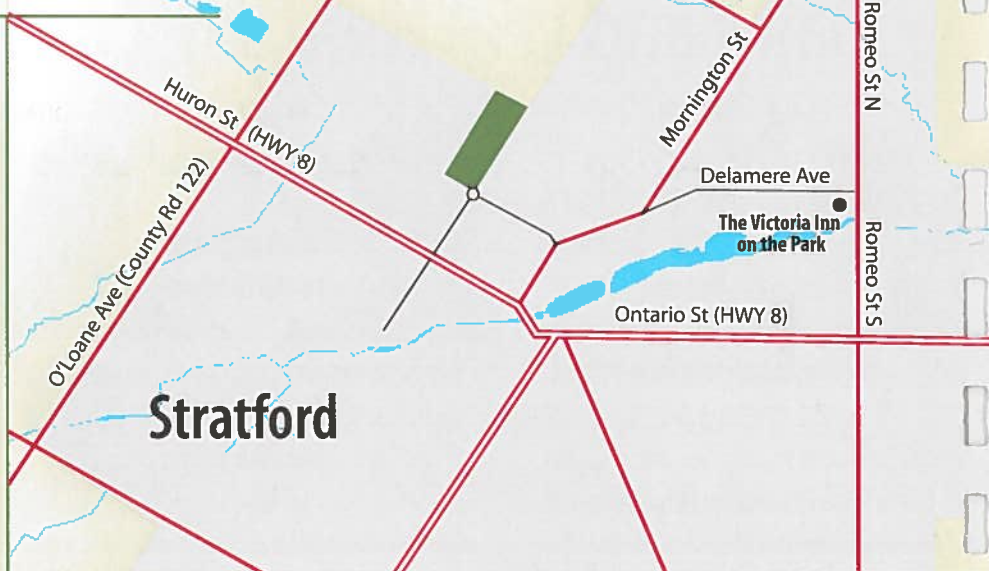 Romeo St N
Mornington St
Huron St (HWY 8)
Delamere Ave
O'Loane Ave (County Rd 122)
The Victoria Inn
on the Park
Romeo St S
Ontario St (HWY 8)
Stratford